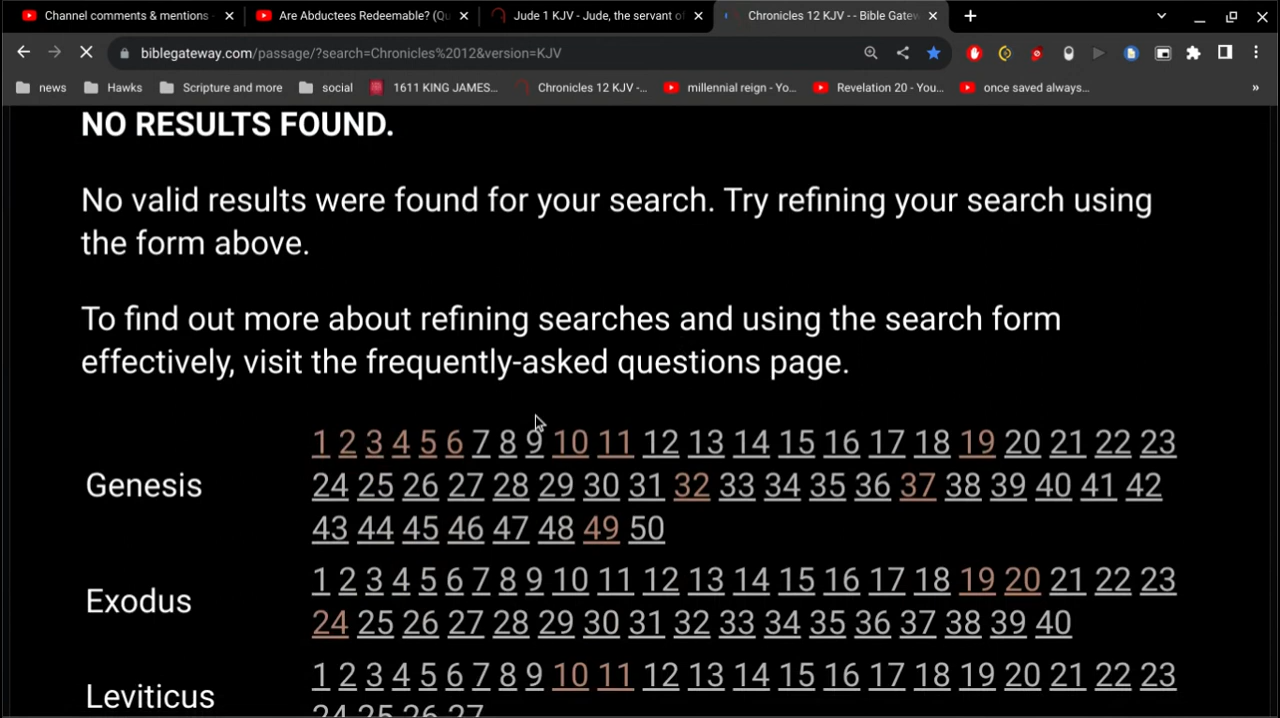 Channel comments & mentions -
Are Abductees Redeemable? (Qu
Jude 1 KJV - Jude, the servant of
Chronicles 12 KJV - - Bible Gatew
biblegateway.com/passage/?search=Chronicles%2012&version=KJV
news
Hawks
Scripture and more
social
1611 KING JAMES...
Chronicles 12 KJV -...
millennial reign - Yo...
Revelation 20 - You...
once saved always...
»
NO RESULTS FOUND.
No valid results were found for your search. Try refining your search using
the form above.
To find out more about refining searches and using the search form
effectively, visit the frequently-asked questions page.
Genesis
1 2 3 4 5 6 7 8 9 10 11 12 13 14 15 16 17 18 19 20 21 22 23
24 25 26 27 28 29 30 31 32 33 34 35 36 37 38 39 40 41 42
43 44 45 46 47 48 49 50
Exodus
1 2 3 4 5 6 7 8 9 10 11 12 13 14 15 16 17 18 19 20 21 22 23
24 25 26 27 28 29 30 31 32 33 34 35 36 37 38 39 40
Leviticus
1 2 3 4 5 6 7 8 9 10 11 12 13 14 15 16 17 18 19 20 21 22 23
24 25 26 27